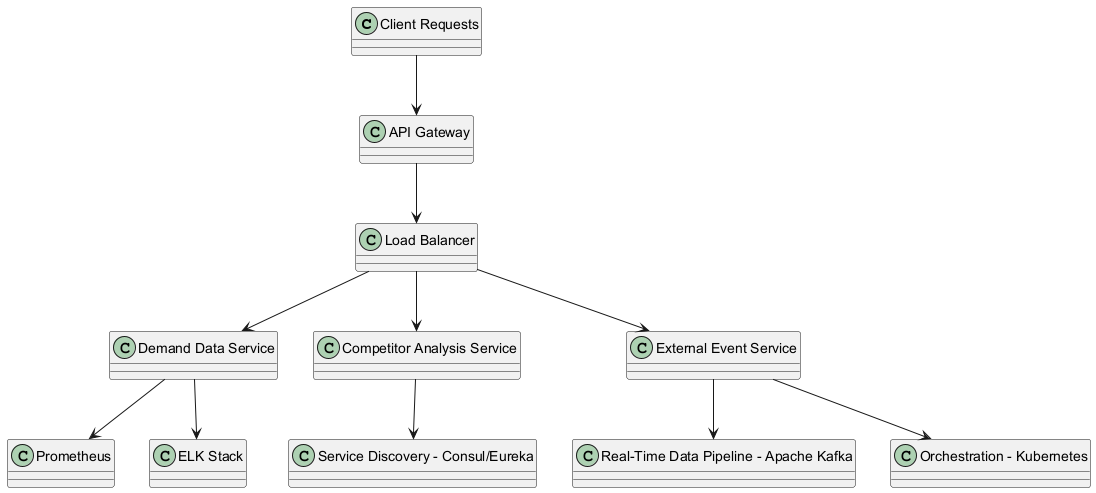 C Client Requests
C API Gateway
C Load Balancer
C Demand Data Service
C Competitor Analysis Service
C External Event Service
C Prometheus
C ELK Stack
C Service Discovery - Consul/Eureka
C Real-Time Data Pipeline - Apache Kafka
C Orchestration - Kubernetes